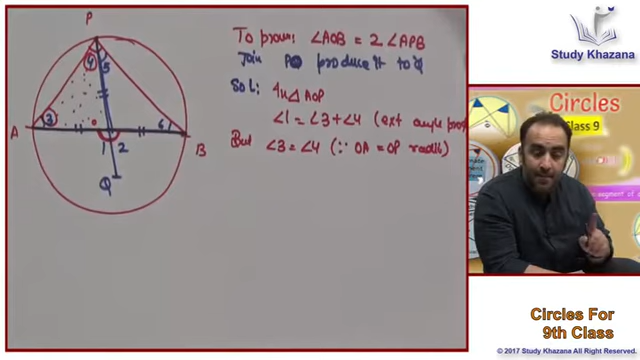 P
To prove: ∠AOB = 2 ∠APB
Join PO produce it to Q
Sol: In △ AOP
∠1 = ∠3 + ∠4 (ext angle prop
But ∠3 = ∠4 (∵ OA = OP radii)
4 5
A 3 6 B
1 2
Q
Study Khazana
Circles
Class 9
Circles For
9th Class
© 2017 Study Khazana. All Right Reserved.